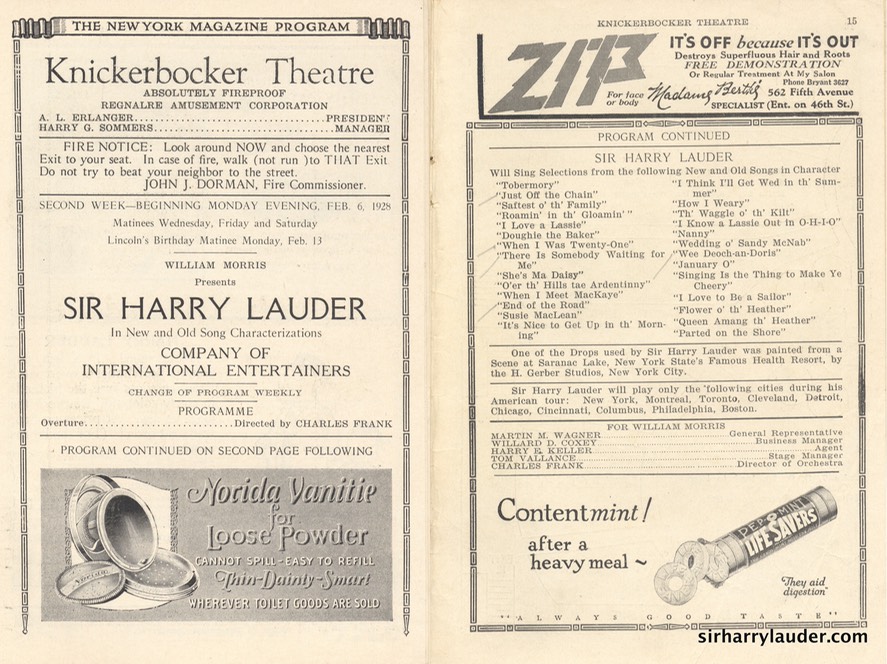 THE NEW YORK MAGAZINE PROGRAM
Knickerbocker Theatre
ABSOLUTELY FIREPROOF
REGNALRE AMUSEMENT CORPORATION
A. L. ERLANGER..............................PRESIDENT
HARRY G. SOMMERS..............................MANAGER
FIRE NOTICE: Look around NOW and choose the nearest
Exit to your seat. In case of fire, walk (not run )to THAT Exit
Do not try to beat your neighbor to the street.
JOHN J. DORMAN, Fire Commissioner.
SECOND WEEK—BEGINNING MONDAY EVENING, FEB. 6, 1928
Matinees Wednesday, Friday and Saturday
Lincoln's Birthday Matinee Monday, Feb. 13
WILLIAM MORRIS
Presents
SIR HARRY LAUDER
In New and Old Song Characterizations
COMPANY OF
INTERNATIONAL ENTERTAINERS
CHANGE OF PROGRAM WEEKLY
PROGRAMME
Overture..............................Directed by CHARLES FRANK
PROGRAM CONTINUED ON SECOND PAGE FOLLOWING
Norida Vanitie
for
Loose Powder
CANNOT SPILL-EASY TO REFILL
Thin-Dainty-Smart
WHEREVER TOILET GOODS ARE SOLD
Norida
KNICKERBOCKER THEATRE 15
ZIP
IT'S OFF because IT'S OUT
Destroys Superfluous Hair and Roots
FREE DEMONSTRATION
Or Regular Treatment At My Salon
Phone Bryant 3627
For face
or body
Madame Berthé
562 Fifth Avenue
SPECIALIST (Ent. on 46th St.)
PROGRAM CONTINUED
SIR HARRY LAUDER
Will Sing Selections from the following New and Old Songs in Character
"Tobermory"
"Just Off the Chain"
"Saftest o' th' Family"
"Roamin' in th' Gloamin' "
"I Love a Lassie"
"Doughie the Baker"
"When I Was Twenty-One"
"There Is Somebody Waiting for
Me"
"She's Ma Daisy"
"O'er th' Hills tae Ardentinny"
"When I Meet MacKaye"
"End of the Road"
"Susie MacLean"
"It's Nice to Get Up in th' Morn-
ing"
"I Think I'll Get Wed in th' Sum-
mer"
"How I Weary"
"Th' Waggle o' th' Kilt"
"I Know a Lassie Out in O-H-I-O"
"Nanny"
"Wedding o' Sandy McNab"
"Wee Deoch-an-Doris"
"January O"
"Singing Is the Thing to Make Ye
Cheery"
"I Love to Be a Sailor"
"Flower o' th' Heather"
"Queen Amang th' Heather"
"Parted on the Shore"
One of the Drops used by Sir Harry Lauder was painted from a
Scene at Saranac Lake, New York State's Famous Health Resort, by
the H. Gerber Studios, New York City.
Sir Harry Lauder will play only the following cities during his
American tour: New York, Montreal, Toronto, Cleveland, Detroit,
Chicago, Cincinnati, Columbus, Philadelphia, Boston.
FOR WILLIAM MORRIS
MARTIN M. WAGNER..............................General Representative
WILLARD D. COXEY..............................Business Manager
HARRY E. KELLER..............................Agent
TOM VALLANCE..............................Stage Manager
CHARLES FRANK..............................Director of Orchestra
Contentmint!
after a
heavy meal ~
PEP-O-MINT
LIFE SAVERS
"They aid
digestion"
"ALWAYS GOOD TASTE"
sirharrylauder.com